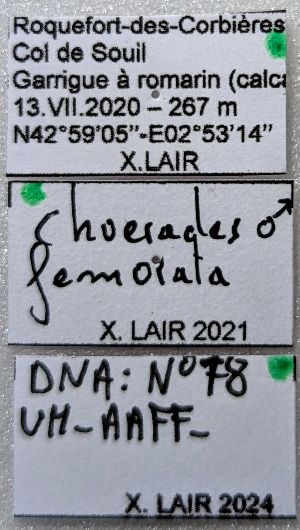 Roquefort-des-Corbières
Col de Souil
Garrigue à romarin (calca
13.VII.2020 – 267 m
N42°59'05"-E02°53'14"
X.LAIR
Choerades ♂
femorata
X. LAIR 2021
DNA: N°78
UM-AAFF-
X. LAIR 2024